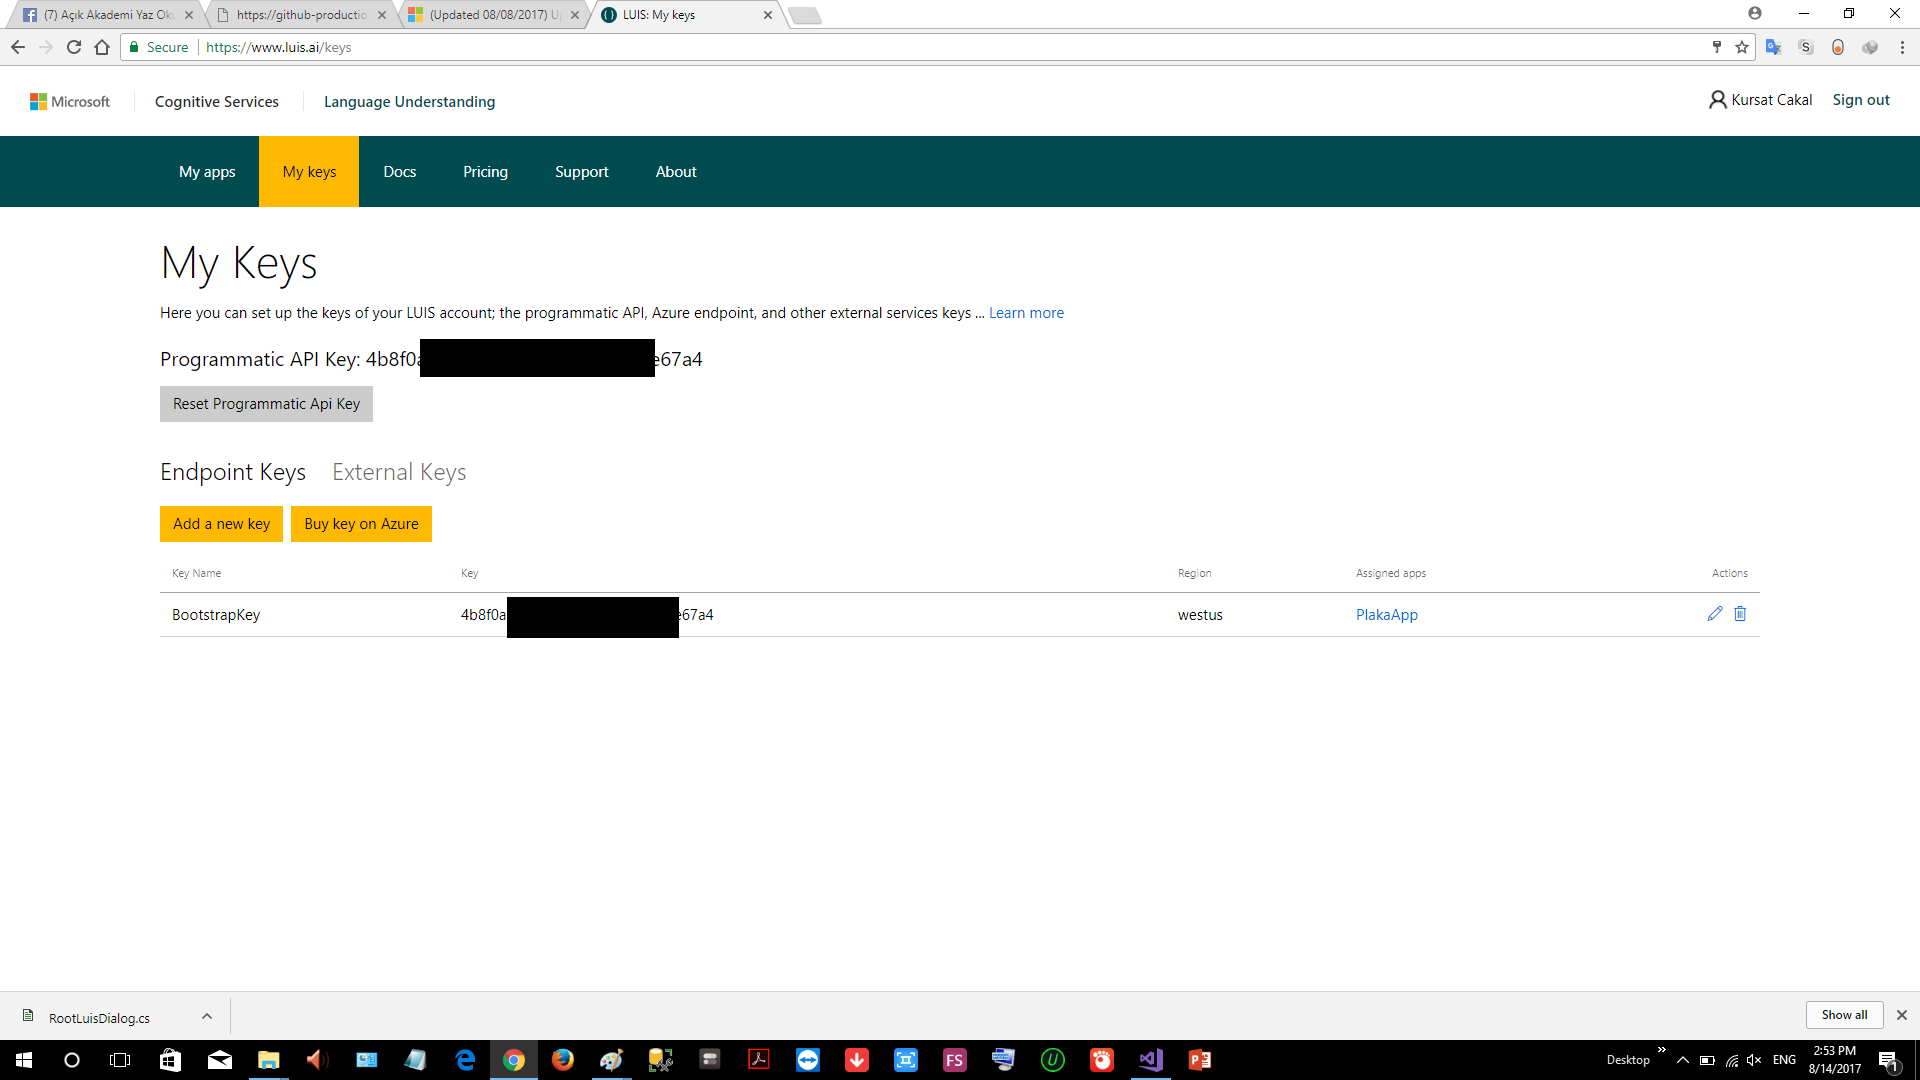 (7) Açık Akademi Yaz Ok
https://github-productio
(Updated 08/08/2017) U
LUIS: My keys
Secure https://www.luis.ai/keys
Microsoft Cognitive Services Language Understanding Kursat Cakal Sign out
My apps My keys Docs Pricing Support About
My Keys
Here you can set up the keys of your LUIS account; the programmatic API, Azure endpoint, and other external services keys ... Learn more
Programmatic API Key: 4b8f0a e67a4
Reset Programmatic Api Key
Endpoint Keys External Keys
Add a new key Buy key on Azure
Key Name Key Region Assigned apps Actions
BootstrapKey 4b8f0a e67a4 westus PlakaApp
RootLuisDialog.cs Show all
Desktop ENG 2:53 PM
8/14/2017 1
FS